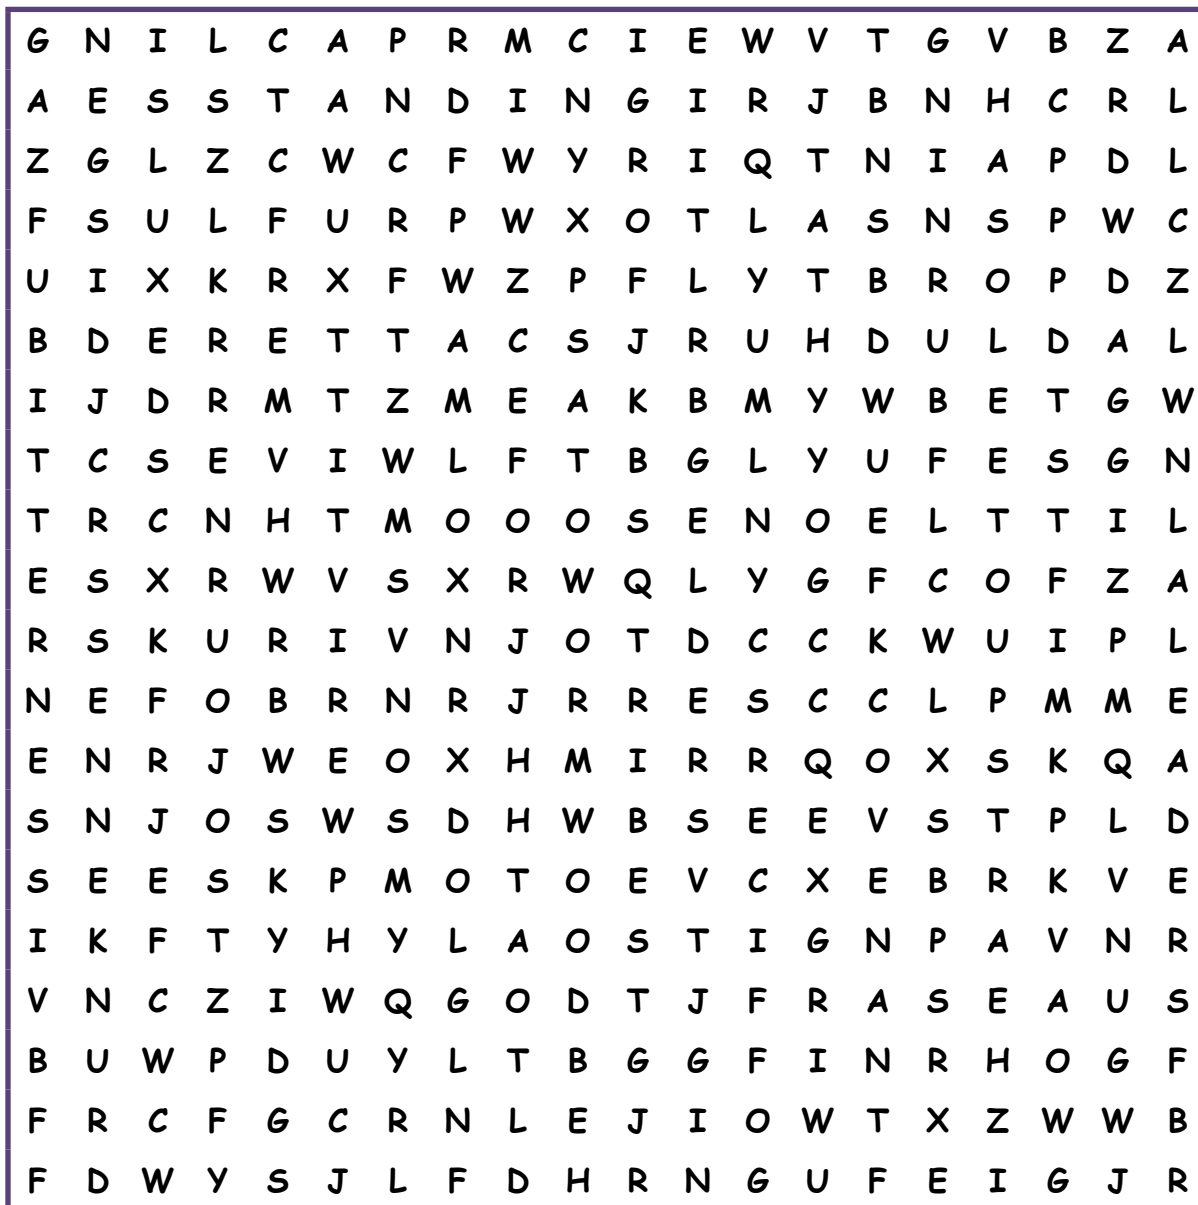 G N I L C A P R M C I E W V T G V B Z A
A E S S T A N D I N G I R J B N H C R L
Z G L Z C W C F W Y R I Q T N I A P D L
F S U L F U R P W X O T L A S N S P W C
U I X K R X F W Z P F L Y T B R O P D Z
B D E R E T T A C S J R U H D U L D A L
I J D R M T Z M E A K B M Y W B E T G W
T C S E V I W L F T B G L Y U F E S G N
T R C N H T M O O O S E N O E L T T I L
E S X R W V S X R W Q L Y G F C O F Z A
R S K U R I V N J O T D C C K W U I P L
N E F O B R N R J R R E S C C L P M M E
E N R J W E O X H M I R R Q O X S K Q A
S N J O S W S D H W B S E E V S T P L D
S E E S K P M O T O E V C X E B R K V E
I K F T Y H Y L A O S T I G N P A V N R
V N C Z I W Q G O D T J F R A S E A U S
B U W P D U Y L T B G G F I N R H O G F
F R C F G C R N L E J I O W T X Z W W B
F D W Y S J L F D H R N G U F E I G J R